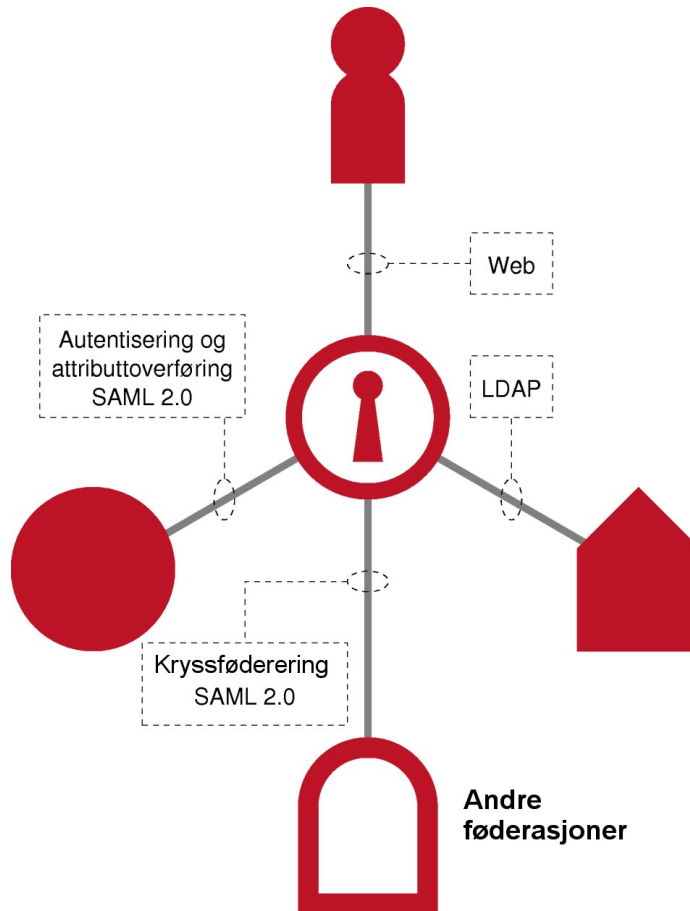 Web
Autentisering og
attributtoverføring
SAML 2.0
LDAP
Kryssføderering
SAML 2.0
Andre
føderasjoner